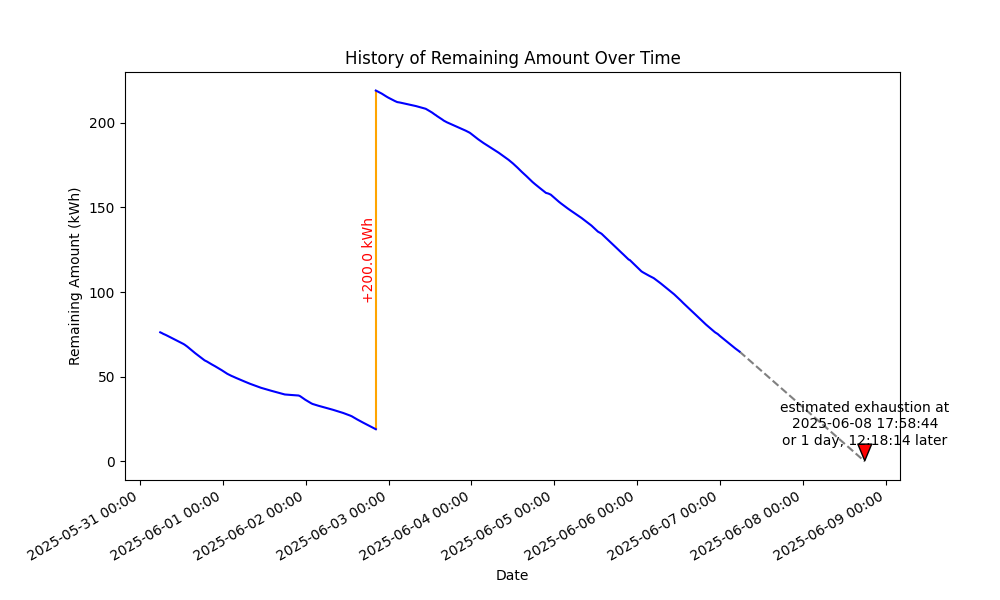 History of Remaining Amount Over Time
Remaining Amount (kWh)
200
150
100
50
0
+200.0 kWh
estimated exhaustion at
2025-06-08 17:58:44
or 1 day, 12:18:14 later
2025-05-31 00:00
2025-06-01 00:00
2025-06-02 00:00
2025-06-03 00:00
2025-06-04 00:00
2025-06-05 00:00
2025-06-06 00:00
2025-06-07 00:00
2025-06-08 00:00
2025-06-09 00:00
Date